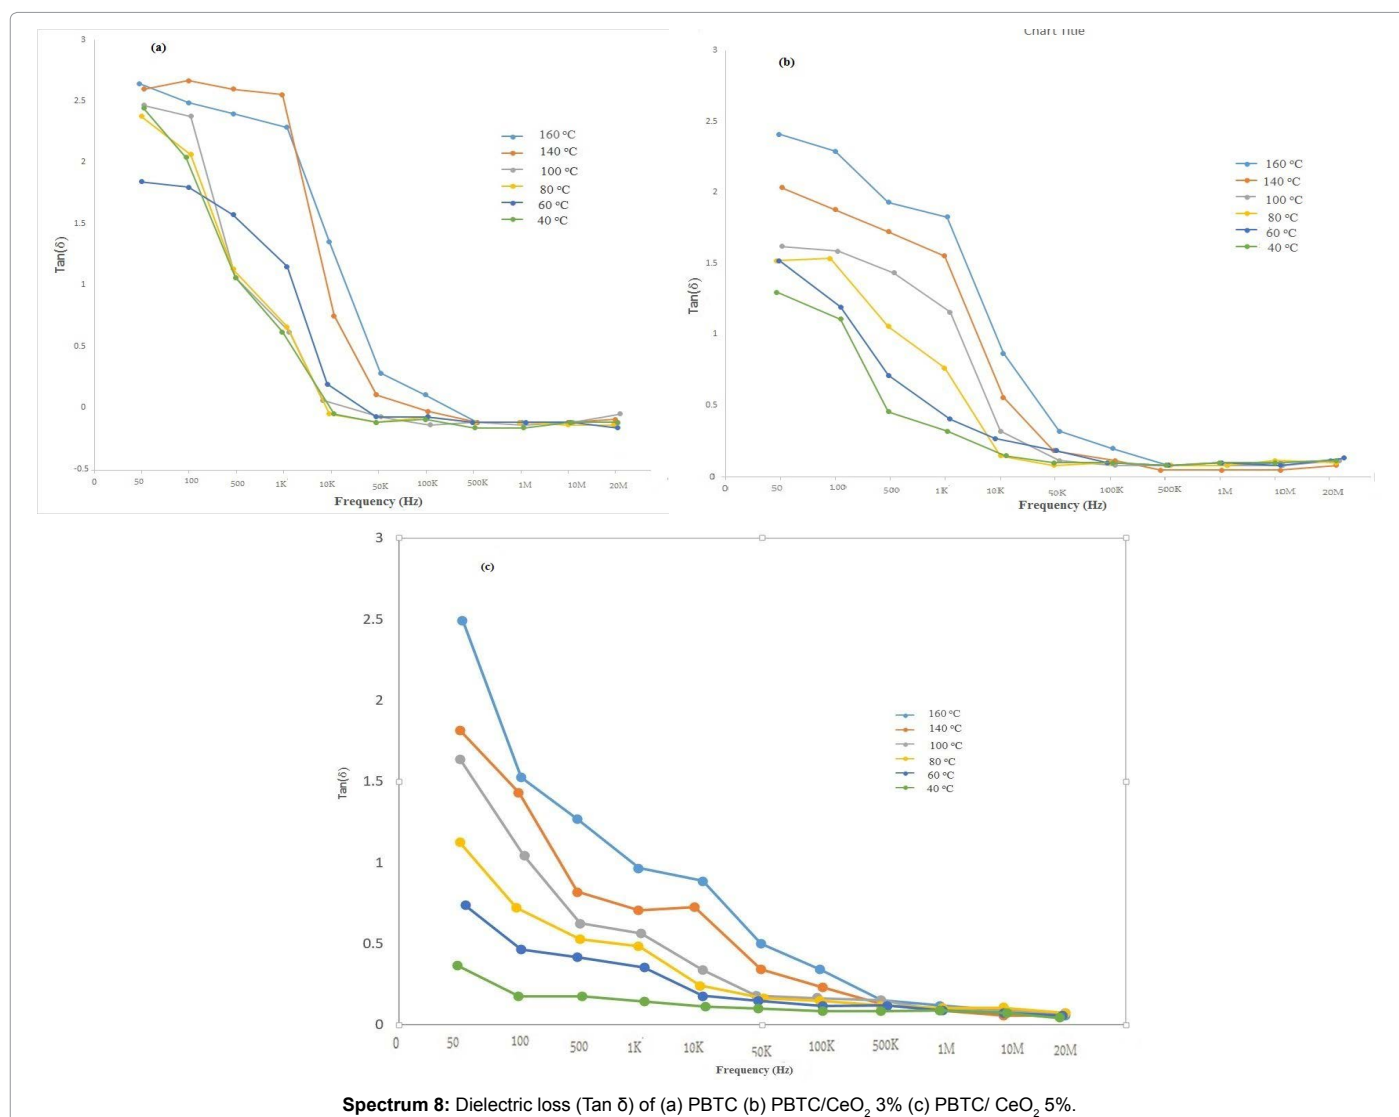 (a)
3
2.5
2
1.5
1
0.5
0
-0.5
Tan(δ)
160 °C
140 °C
100 °C
80 °C
60 °C
40 °C
0 50 100 500 1K 10K 50K 100K 500K 1M 10M 20M
Frequency (Hz)
Chart Title
(b)
3
2.5
2
1.5
1
0.5
0
Tan(δ)
160 °C
140 °C
100 °C
80 °C
60 °C
40 °C
0 50 100 500 1K 10K 50K 100K 500K 1M 10M 20M
Frequency (Hz)
(c)
3
2.5
2
1.5
1
0.5
0
Tan(δ)
160 °C
140 °C
100 °C
80 °C
60 °C
40 °C
0 50 100 500 1K 10K 50K 100K 500K 1M 10M 20M
Frequency (Hz)
Spectrum 8: Dielectric loss (Tan δ) of (a) PBTC (b) PBTC/CeO₂ 3% (c) PBTC/ CeO₂ 5%.